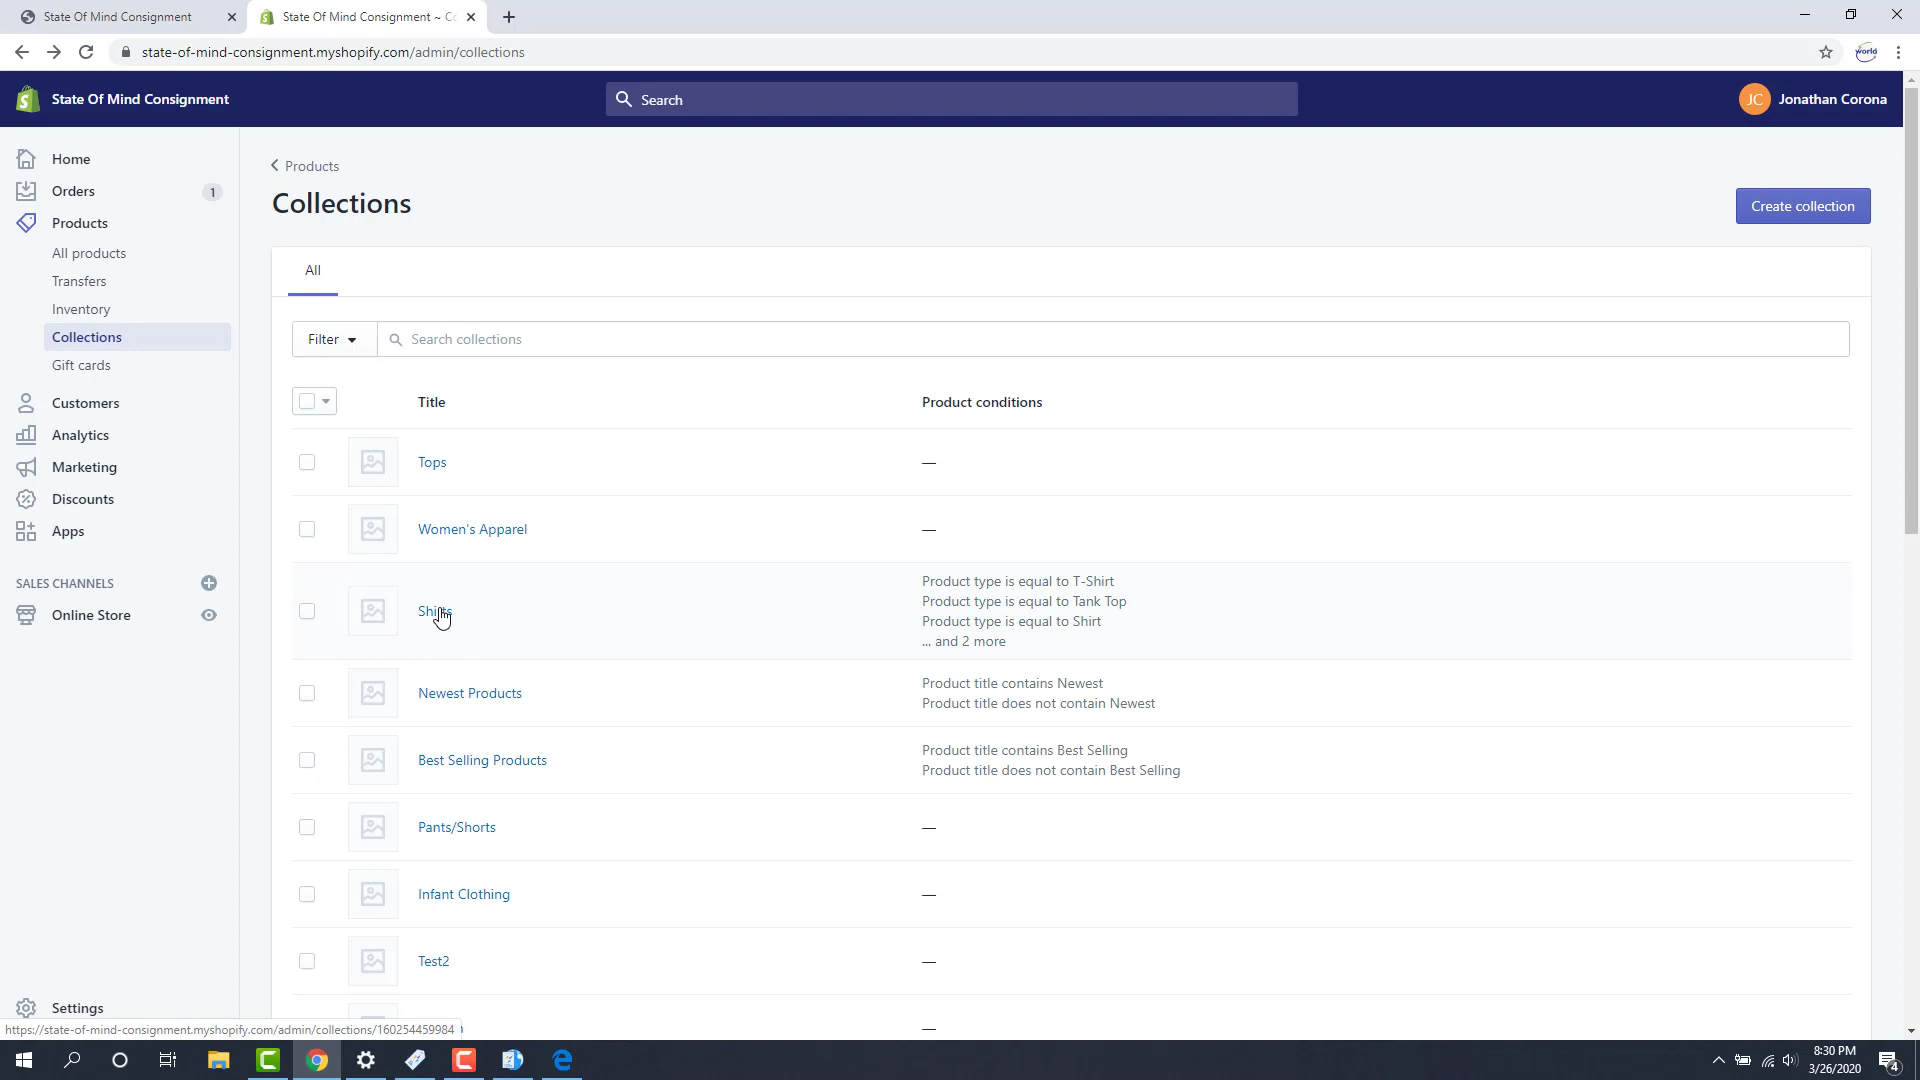 State Of Mind Consignment
State Of Mind Consignment ~ Co
state-of-mind-consignment.myshopify.com/admin/collections
world
State Of Mind Consignment
Search
JC
Jonathan Corona
Home
Orders
1
Products
All products
Transfers
Inventory
Collections
Gift cards
Customers
Analytics
Marketing
Discounts
Apps
SALES CHANNELS
Online Store
Settings
Products
Collections
Create collection
All
Filter
Search collections
Title
Product conditions
Tops
—
Women's Apparel
—
Shirts
Product type is equal to T-Shirt
Product type is equal to Tank Top
Product type is equal to Shirt
... and 2 more
Newest Products
Product title contains Newest
Product title does not contain Newest
Best Selling Products
Product title contains Best Selling
Product title does not contain Best Selling
Pants/Shorts
—
Infant Clothing
—
Test2
—
—
https://state-of-mind-consignment.myshopify.com/admin/collections/160254459984
8:30 PM
3/26/2020
4